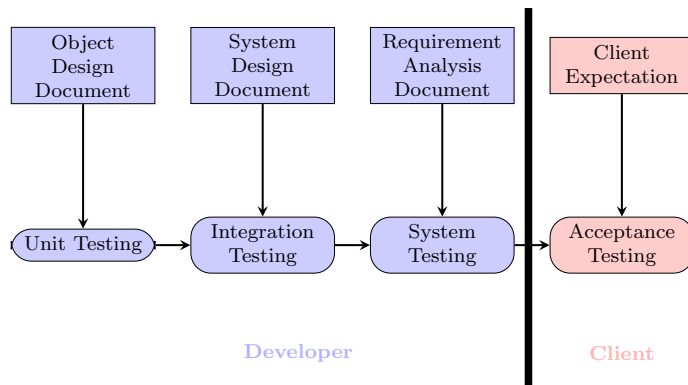 Object
Design
Document
System
Design
Document
Requirement
Analysis
Document
Client
Expectation
Unit Testing
Integration
Testing
System
Testing
Acceptance
Testing
Developer
Client